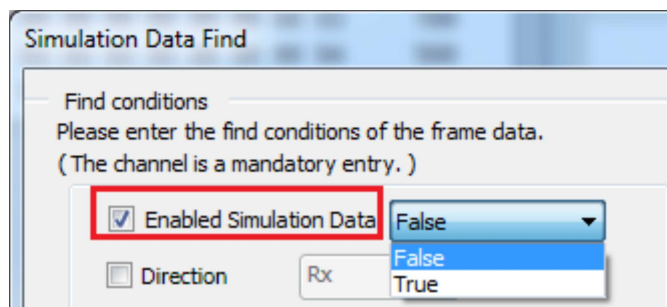 Simulation Data Find
Find conditions
Please enter the find conditions of the frame data.
( The channel is a mandatory entry. )
Enabled Simulation Data False
False
Direction Rx
True